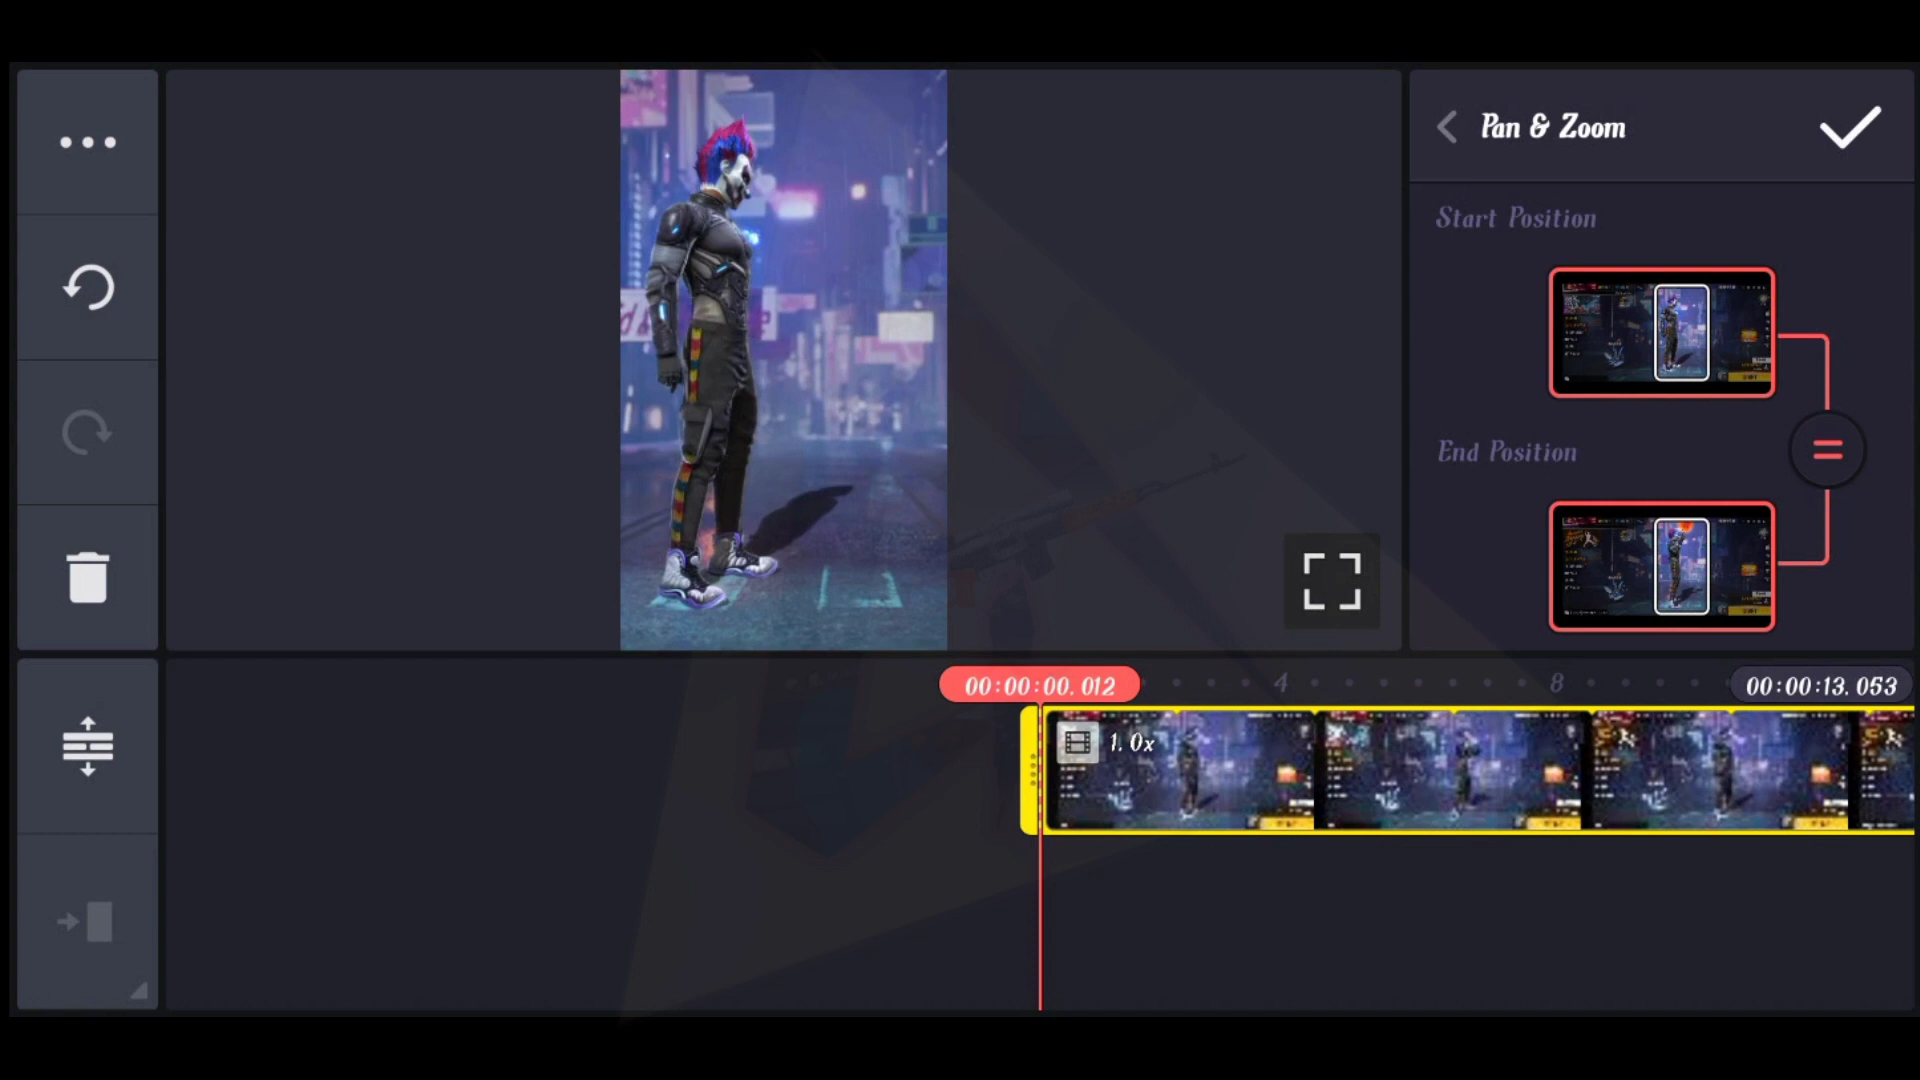 Pan & Zoom
Start Position
End Position
=
00:00:00.012
4
8
00:00:13.053
1.0x